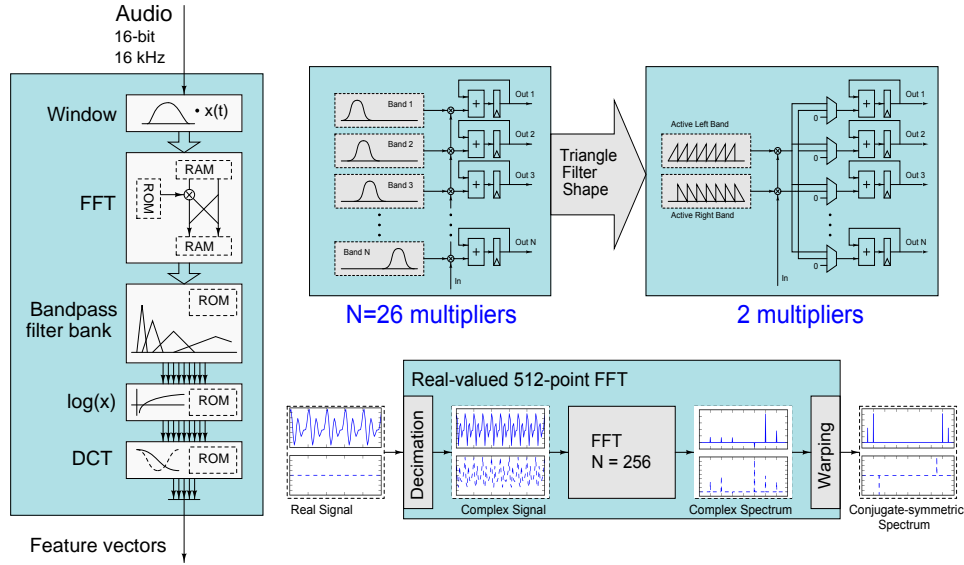 Audio
16-bit
16 kHz
Window
• x(t)
FFT
ROM
RAM
RAM
Bandpass
filter bank
ROM
log(x)
ROM
DCT
ROM
Feature vectors
Band 1
Band 2
Band 3
Band N
+
+
+
+
Out 1
Out 2
Out 3
Out N
In
N=26 multipliers
Triangle
Filter
Shape
Active Left Band
Active Right Band
0
0
0
0
+
+
+
+
Out 1
Out 2
Out 3
Out N
In
2 multipliers
Real-valued 512-point FFT
Real Signal
Decimation
Complex Signal
FFT
N = 256
Complex Spectrum
Warping
Conjugate-symmetric
Spectrum